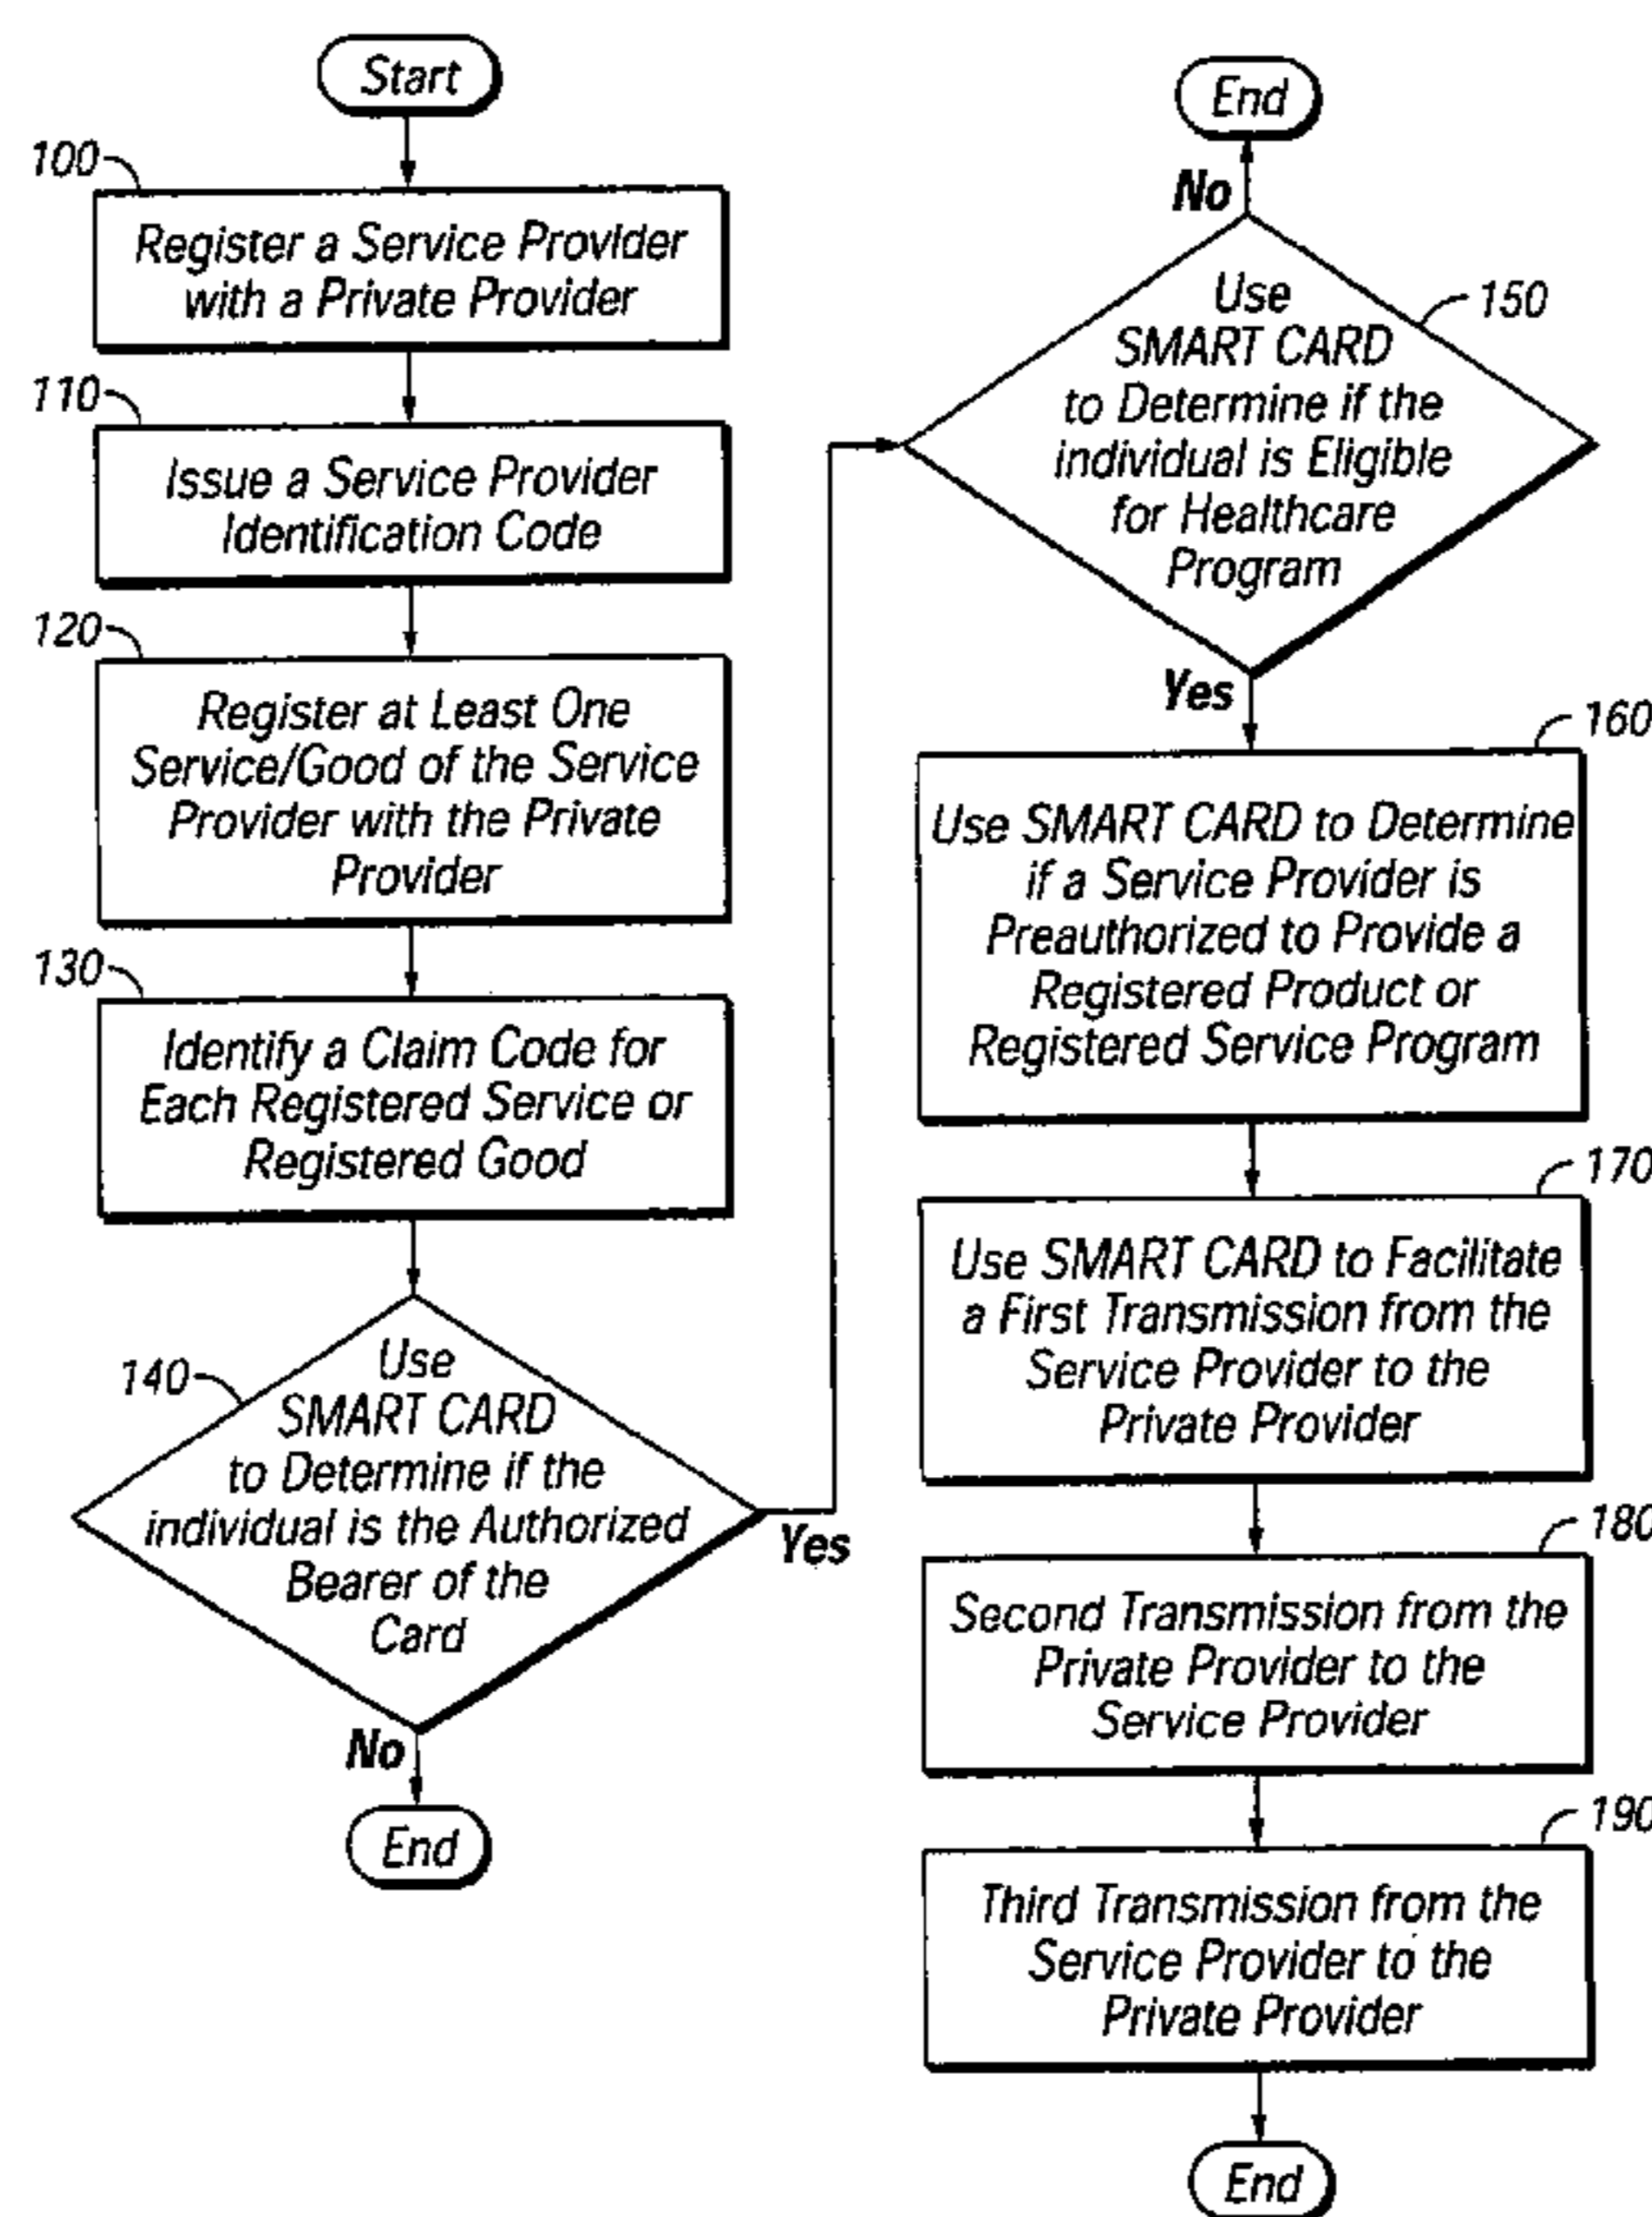 Start
100
Register a Service Provider
with a Private Provider
110
Issue a Service Provider
Identification Code
120
Register at Least One
Service/Good of the Service
Provider with the Private
Provider
130
Identify a Claim Code for
Each Registered Service or
Registered Good
140
Use
SMART CARD
to Determine if the
individual is the Authorized
Bearer of the
Card
Yes
No
End
End
No
150
Use
SMART CARD
to Determine if the
individual is Eligible
for Healthcare
Program
Yes
160
Use SMART CARD to Determine
if a Service Provider is
Preauthorized to Provide a
Registered Product or
Registered Service Program
170
Use SMART CARD to Facilitate
a First Transmission from the
Service Provider to the
Private Provider
180
Second Transmission from the
Private Provider to the
Service Provider
190
Third Transmission from the
Service Provider to the
Private Provider
End